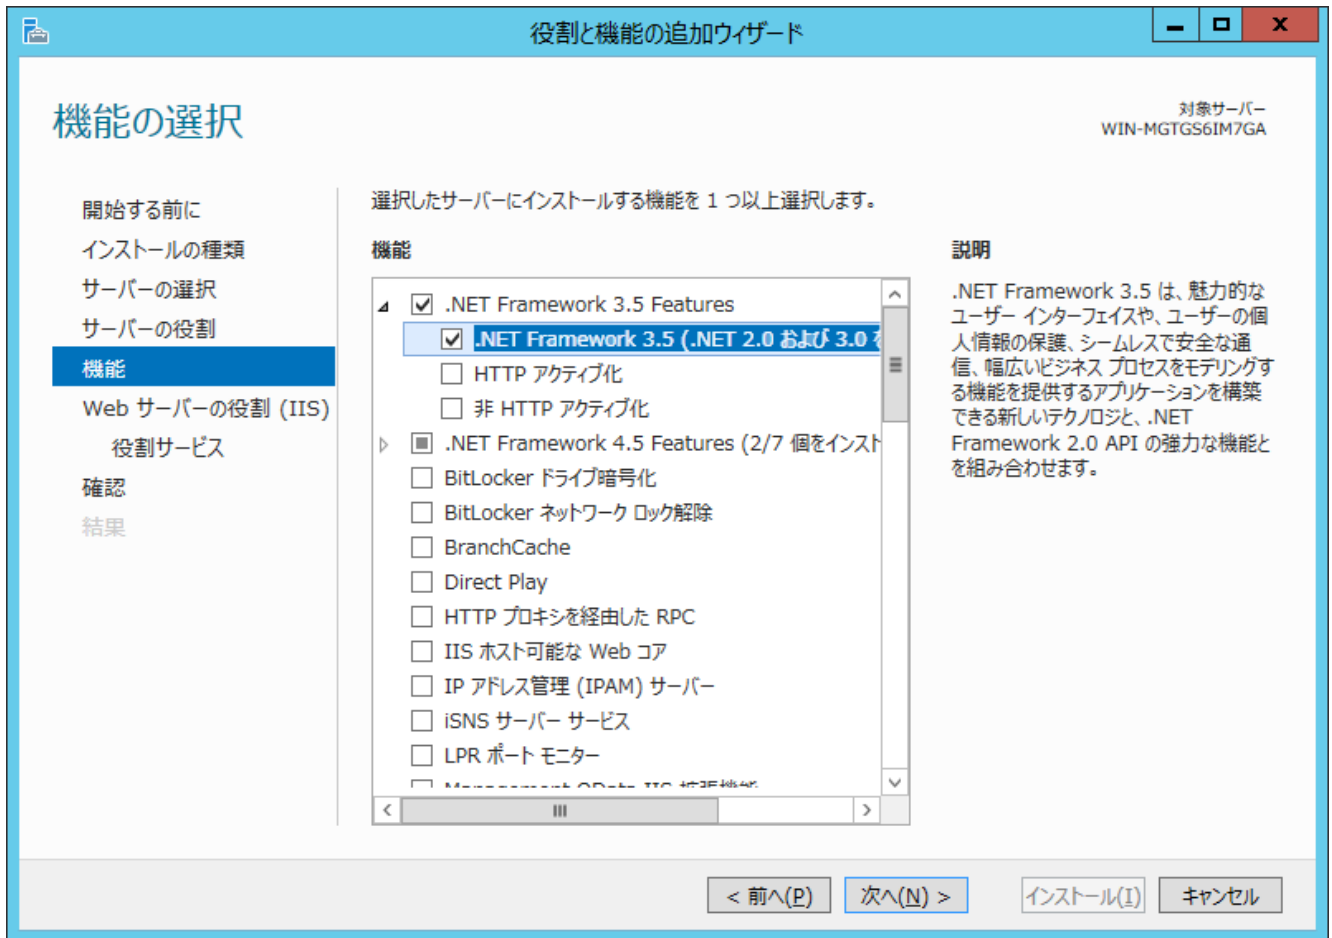 役割と機能の追加ウィザード
機能の選択
対象サーバー
WIN-MGTGS6IM7GA
開始する前に
インストールの種類
サーバーの選択
サーバーの役割
機能
Web サーバーの役割 (IIS)
役割サービス
確認
結果
選択したサーバーにインストールする機能を 1 つ以上選択します。
機能
.NET Framework 3.5 Features
.NET Framework 3.5 (.NET 2.0 および 3.0 を
HTTP アクティブ化
非 HTTP アクティブ化
.NET Framework 4.5 Features (2/7 個をインスト
BitLocker ドライブ暗号化
BitLocker ネットワーク ロック解除
BranchCache
Direct Play
HTTP プロキシを経由した RPC
IIS ホスト可能な Web コア
IP アドレス管理 (IPAM) サーバー
iSNS サーバー サービス
LPR ポート モニター
Management OData IIS 拡張機能
説明
.NET Framework 3.5 は、魅力的な
ユーザー インターフェイスや、ユーザーの個
人情報の保護、シームレスで安全な通
信、幅広いビジネス プロセスをモデリングす
る機能を提供するアプリケーションを構築
できる新しいテクノロジと、.NET
Framework 2.0 API の強力な機能と
を組み合わせます。
< 前へ(P)
次へ(N) >
インストール(I)
キャンセル